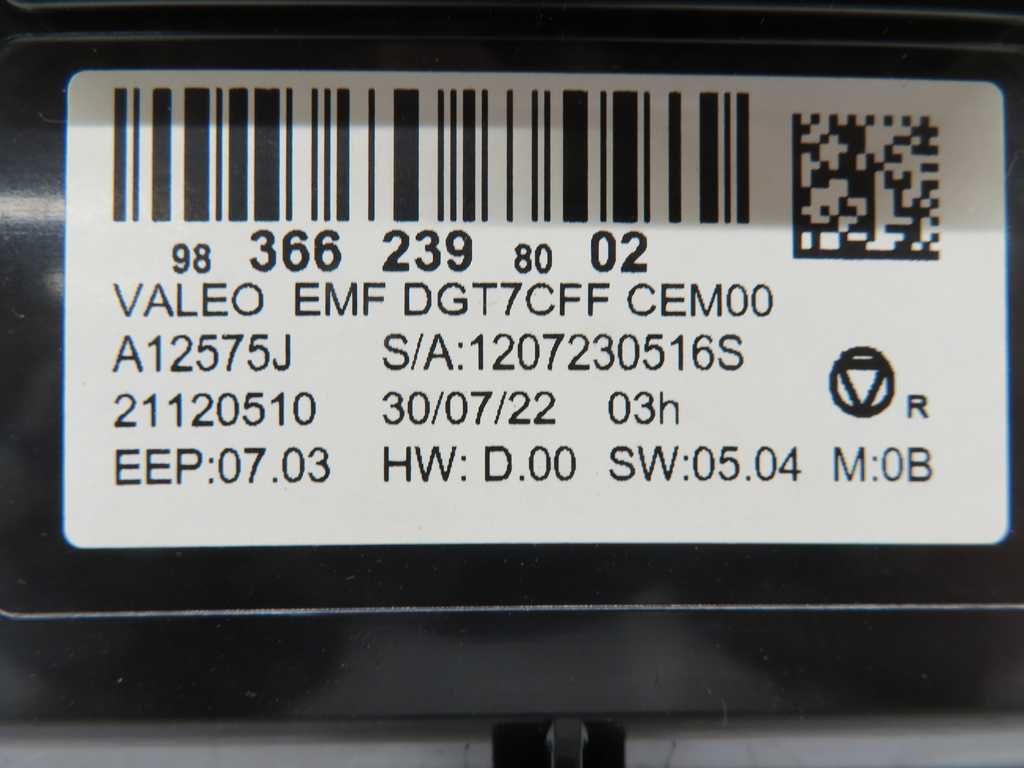 98 366 239 80 02
VALEO EMF DGT7CFF CEM00
A12575J S/A:1207230516S
21120510 30/07/22 03h
R
EEP:07.03 HW: D.00 SW:05.04 M:0B